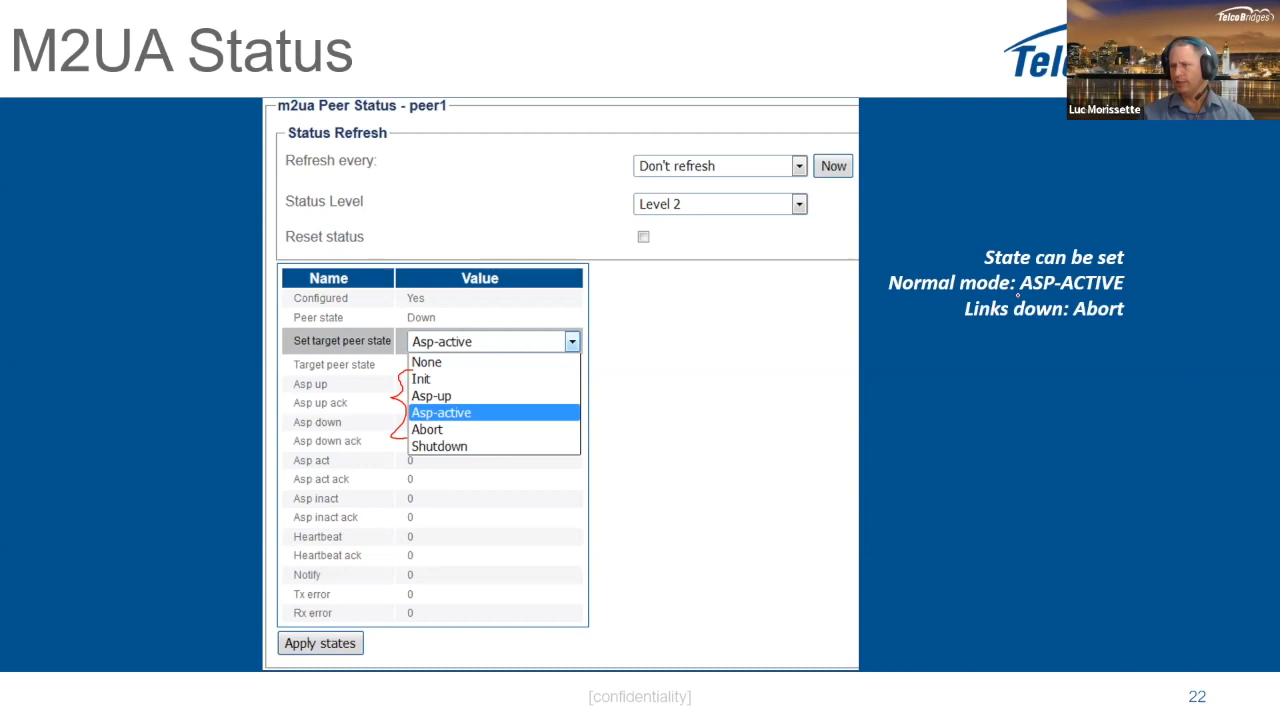 M2UA Status
TelcoBridges
Luc Morissette
m2ua Peer Status - peer1
Status Refresh
Refresh every:
Don't refresh
Now
Status Level
Level 2
Reset status
Name Value
Configured Yes
Peer state Down
Set target peer state Asp-active
Target peer state
None
Init
Asp-up
Asp-active
Abort
Shutdown
Asp up
Asp up ack
Asp down
Asp down ack
Asp act 0
Asp act ack 0
Asp inact 0
Asp inact ack 0
Heartbeat 0
Heartbeat ack 0
Notify 0
Tx error 0
Rx error 0
Apply states
State can be set
Normal mode: ASP-ACTIVE
Links down: Abort
[confidentiality]
22